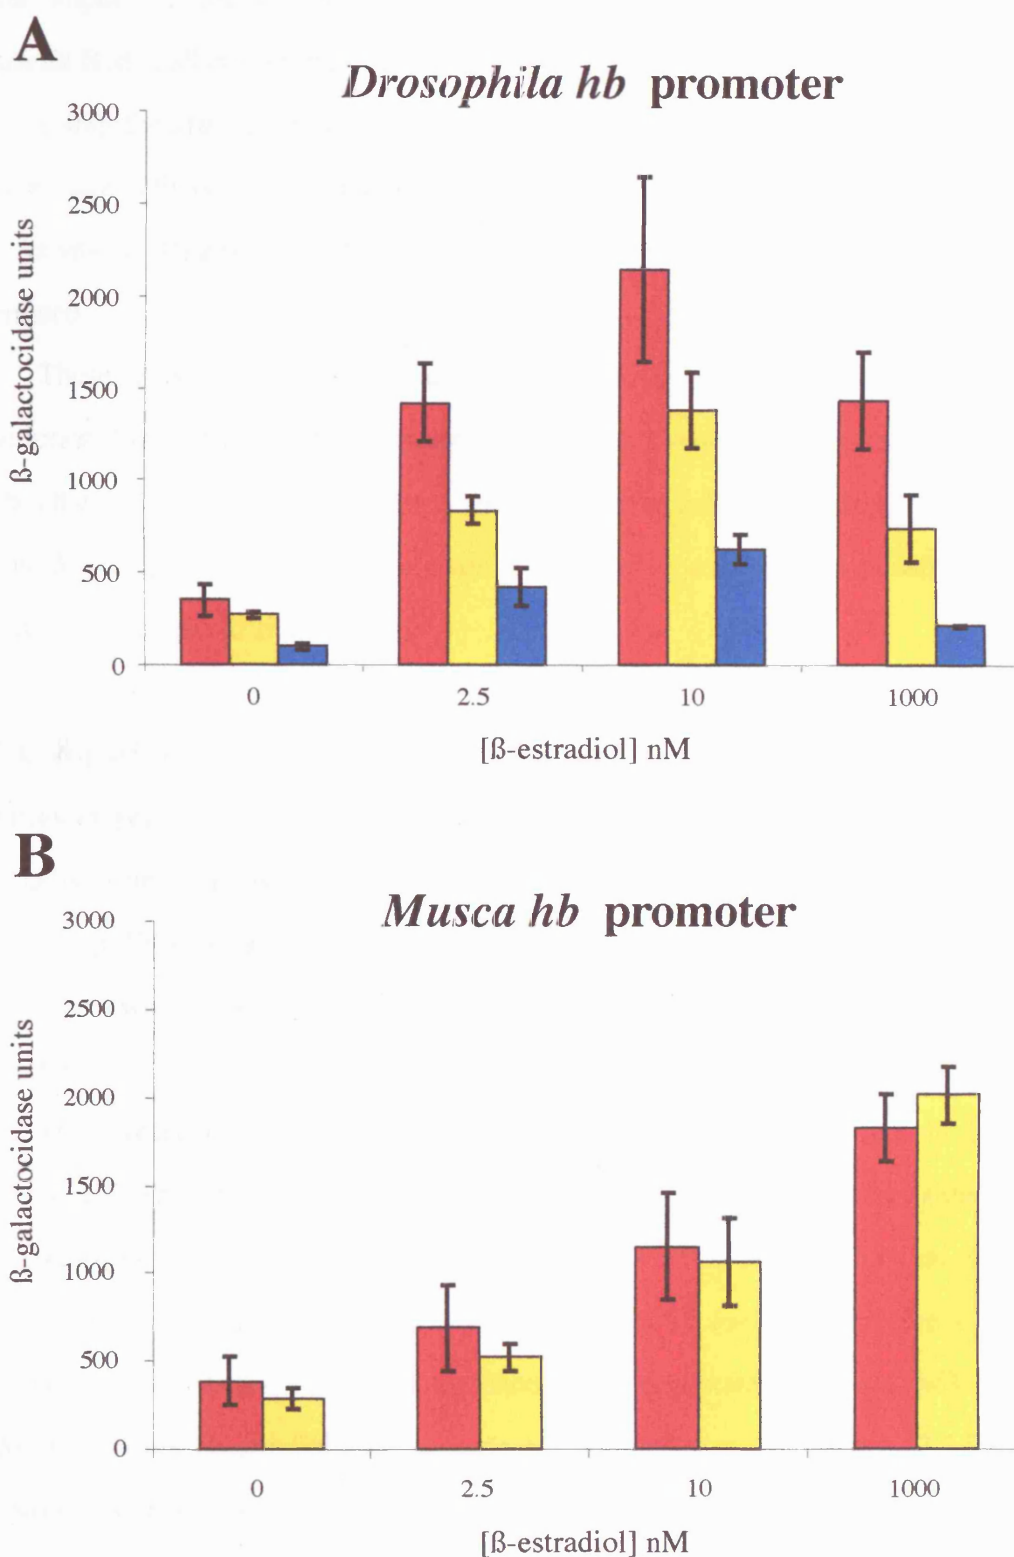 A
Drosophila hb promoter
3000
2500
2000
1500
1000
500
0
ß-galactocidase units
0 2.5 10 1000
[ß-estradiol] nM
B
Musca hb promoter
3000
2500
2000
1500
1000
500
0
ß-galactocidase units
0 2.5 10 1000
[ß-estradiol] nM